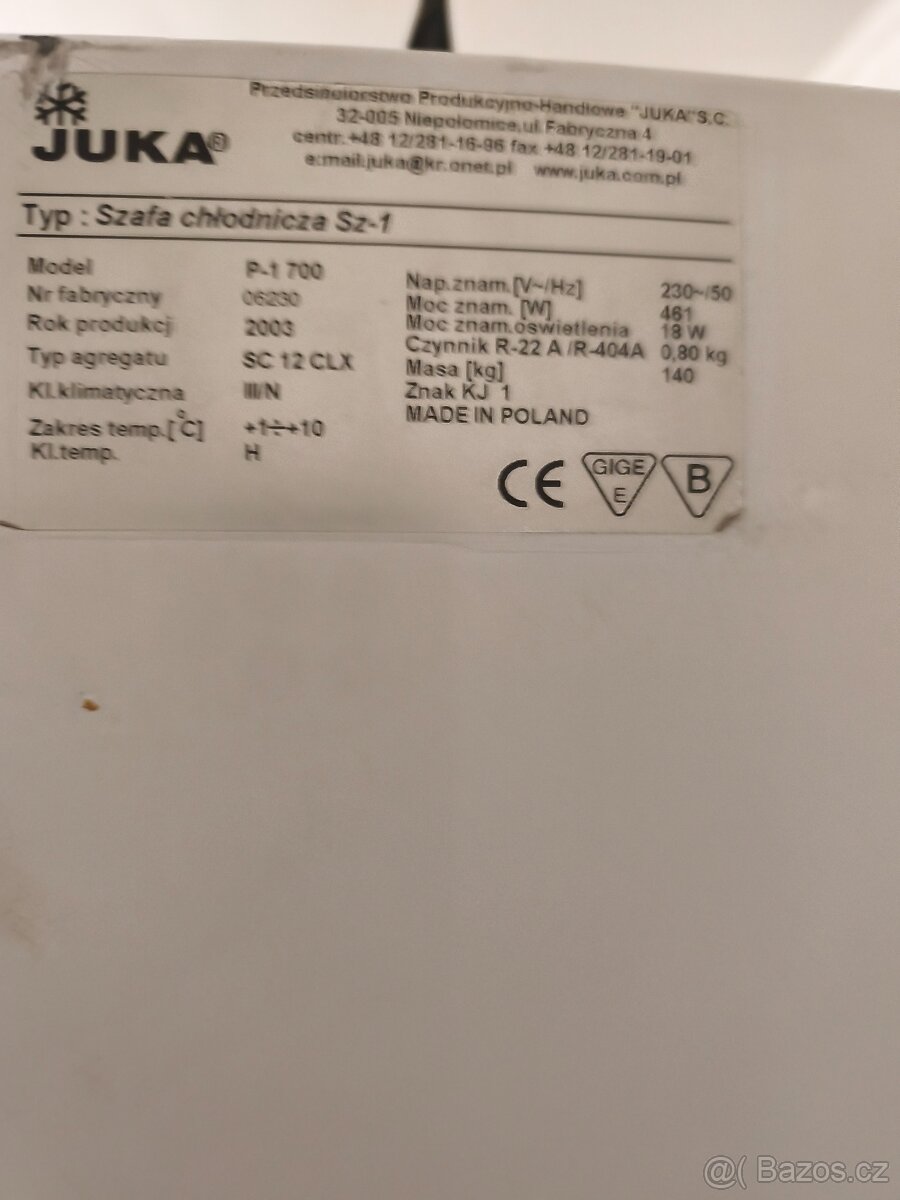 JUKA®
Przedsiębiorstwo Produkcyjno-Handlowe "JUKA" S.C.
32-005 Niepołomice,ul.Fabryczna 4
centr.+48 12/281-16-96 fax +48 12/281-19-01
e:mail:juka@kr.onet.pl www.juka.com.pl
Typ : Szafa chłodnicza Sz-1
Model P-1 700
Nr fabryczny 06230
Rok produkcji 2003
Typ agregatu SC 12 CLX
Kl.klimatyczna III/N
Zakres temp.[°C] +1÷+10
Kl.temp. H
Nap.znam.[V~/Hz] 230~/50
Moc znam. [W] 461
Moc znam.oświetlenia 18 W
Czynnik R-22 A /R-404A 0,80 kg
Masa [kg] 140
Znak KJ 1
MADE IN POLAND
CE
GIGE
E
B
@( Bazos.cz